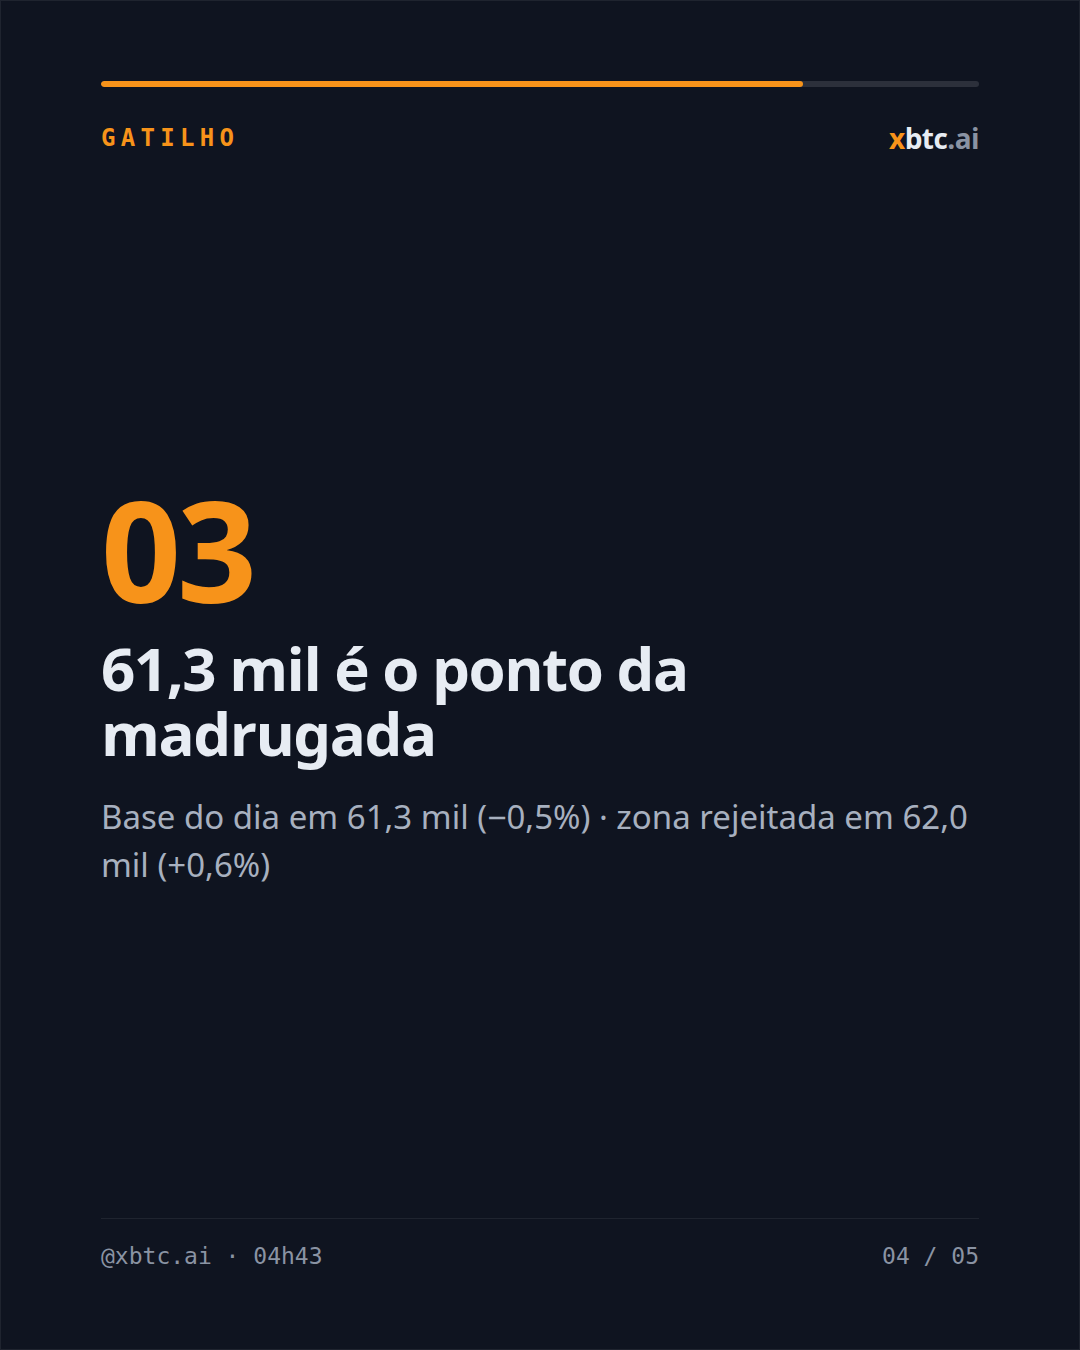 GATILHO
xbtc.ai
03
61,3 mil é o ponto da
madrugada
Base do dia em 61,3 mil (−0,5%) · zona rejeitada em 62,0
mil (+0,6%)
@xbtc.ai · 04h43
04 / 05